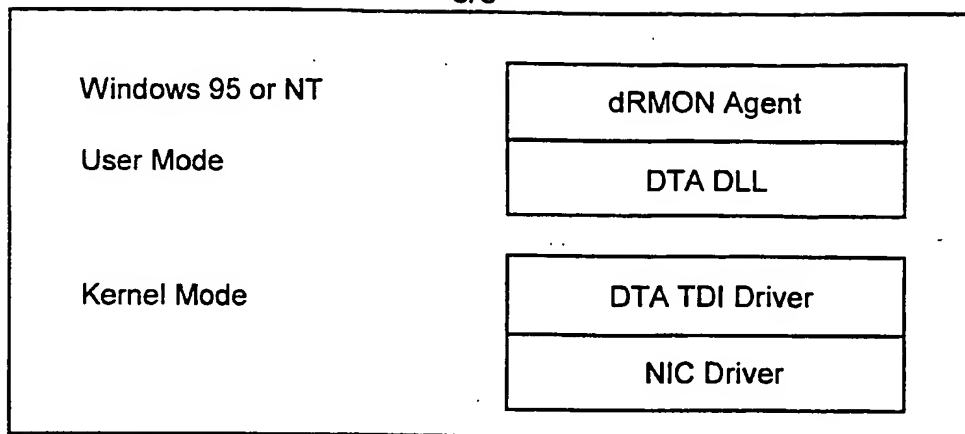 Windows 95 or NT
dRMON Agent
User Mode
DTA DLL
Kernel Mode
DTA TDI Driver
NIC Driver